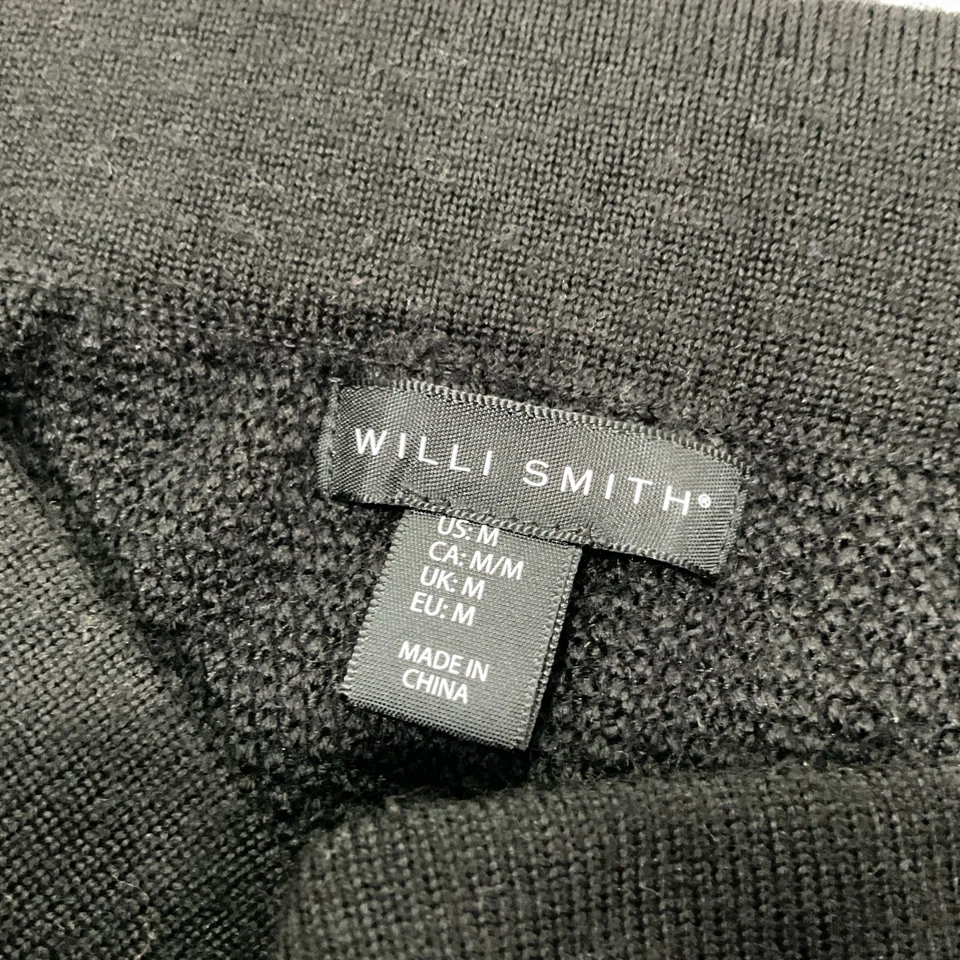 WILLI SMITH®
US: M
CA: M/M
UK: M
EU: M
MADE IN
CHINA